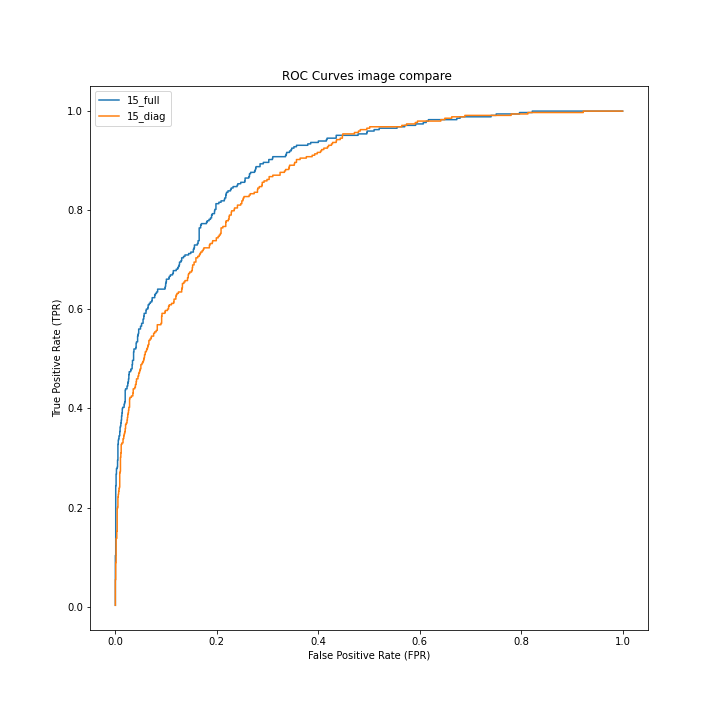 ROC Curves image compare
15_full
15_diag
1.0
0.8
0.6
0.4
0.2
0.0
True Positive Rate (TPR)
0.0 0.2 0.4 0.6 0.8 1.0
False Positive Rate (FPR)